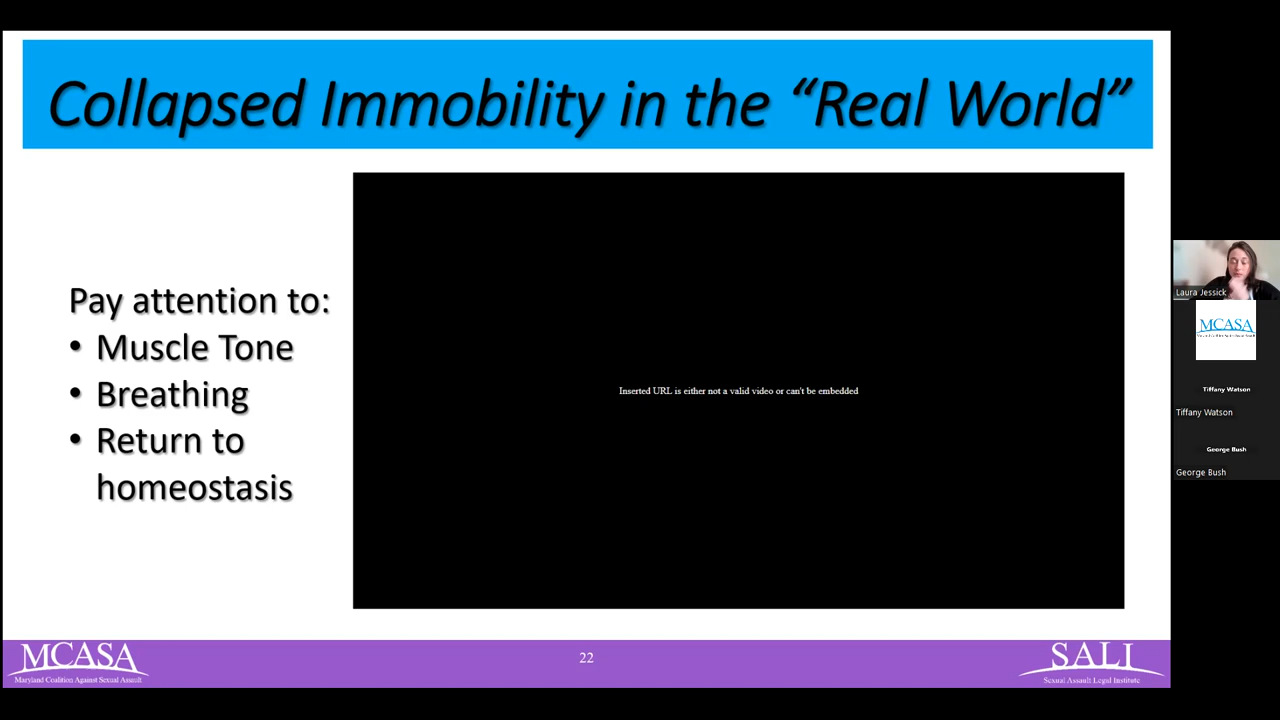 Collapsed Immobility in the “Real World”
Pay attention to:
• Muscle Tone
• Breathing
• Return to
homeostasis
Inserted URL is either not a valid video or can't be embedded
MCASA
Maryland Coalition Against Sexual Assault
22
SALI
Sexual Assault Legal Institute
Laura Jessick
MCASA
Tiffany Watson
Tiffany Watson
George Bush
George Bush